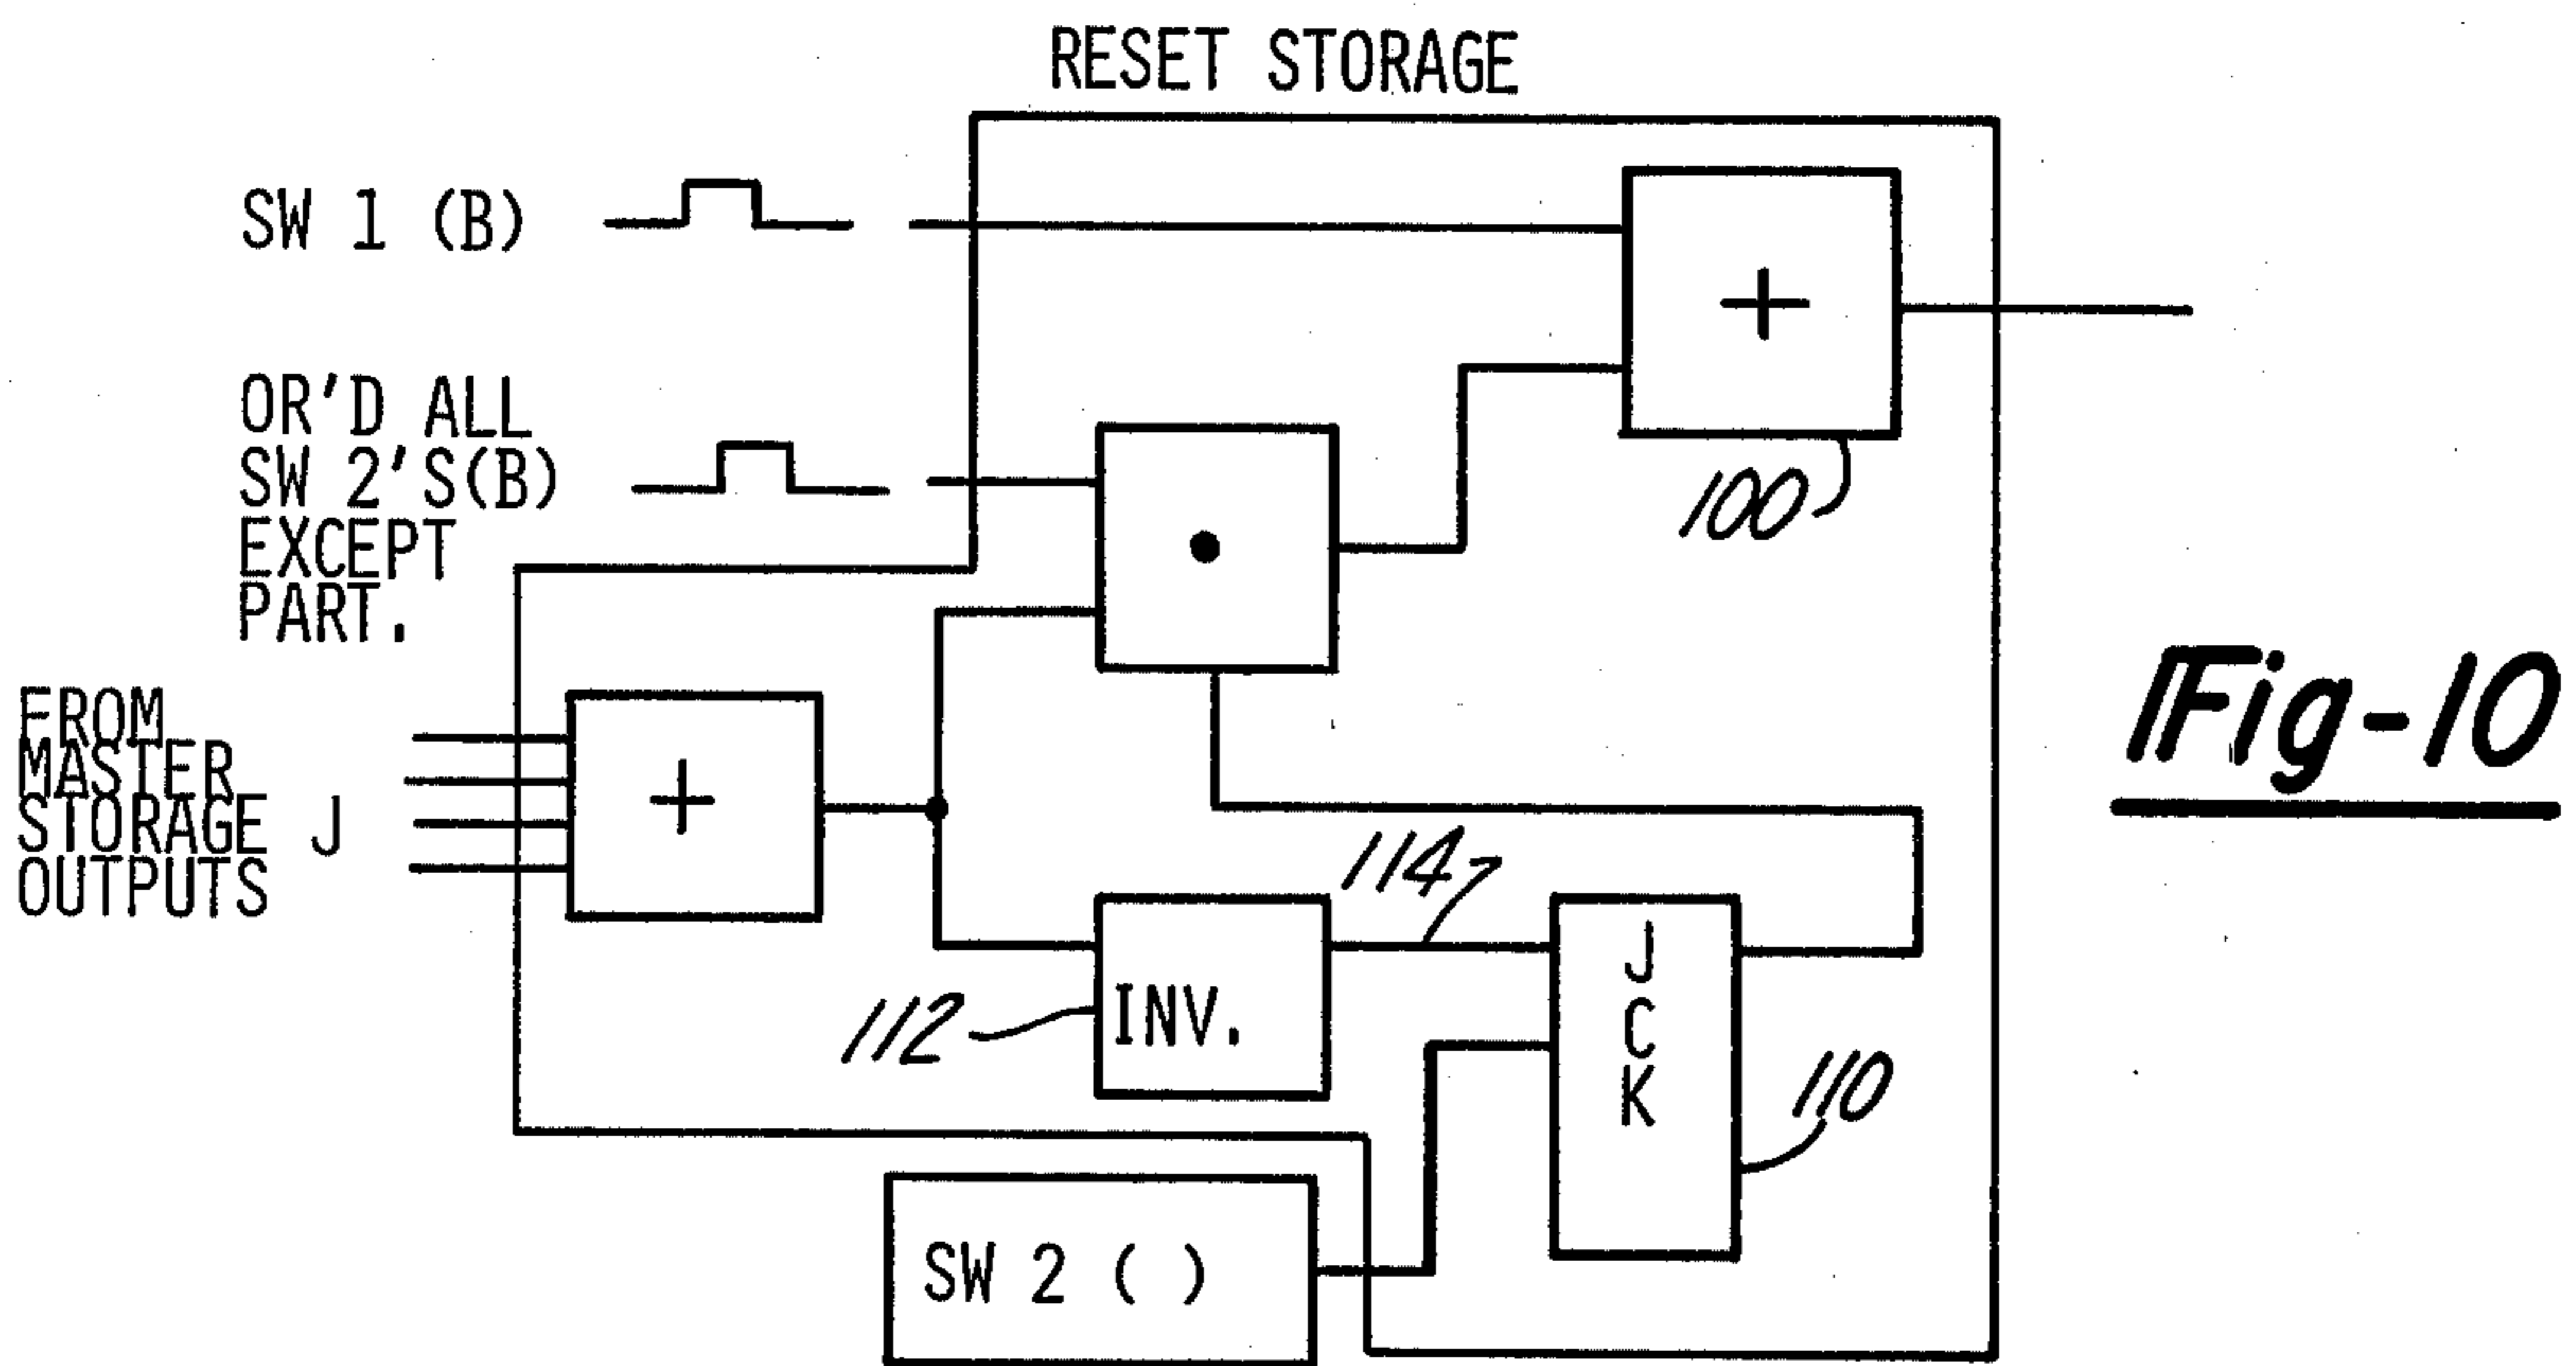 RESET STORAGE
SW 1 (B)
+
100
OR'D ALL
SW 2'S(B)
EXCEPT
PART.
•
FROM
MASTER
STORAGE J
OUTPUTS
+
114
INV.
112
J
C
K
110
SW 2 ( )
Fig-10